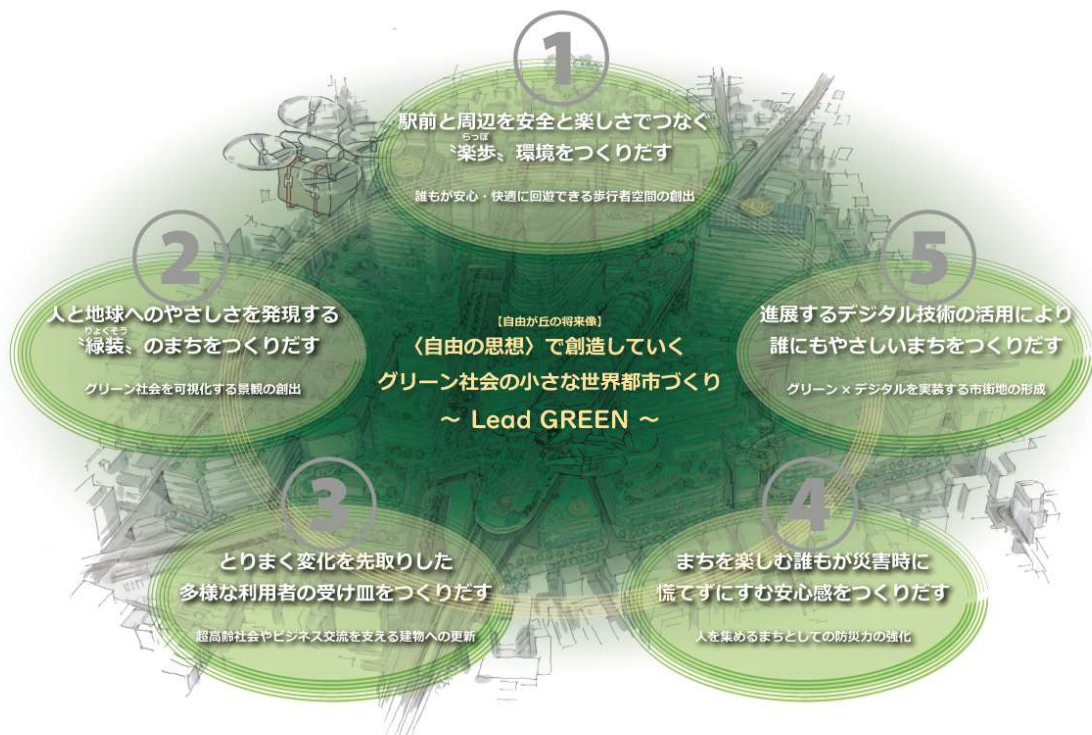 1
駅前と周辺を安全と楽しさでつなぐ
らっぽ
〝楽歩〟環境をつくりだす
誰もが安心・快適に回遊できる歩行者空間の創出
2
人と地球へのやさしさを発現する
りょくそう
〝緑装〟のまちをつくりだす
グリーン社会を可視化する景観の創出
【自由が丘の将来像】
〈自由の思想〉で創造していく
グリーン社会の小さな世界都市づくり
～ Lead GREEN ～
3
とりまく変化を先取りした
多様な利用者の受け皿をつくりだす
超高齢社会やビジネス交流を支える建物への更新
4
まちを楽しむ誰もが災害時に
慌てずにすむ安心感をつくりだす
人を集めるまちとしての防災力の強化
5
進展するデジタル技術の活用により
誰にもやさしいまちをつくりだす
グリーン×デジタルを実装する市街地の形成